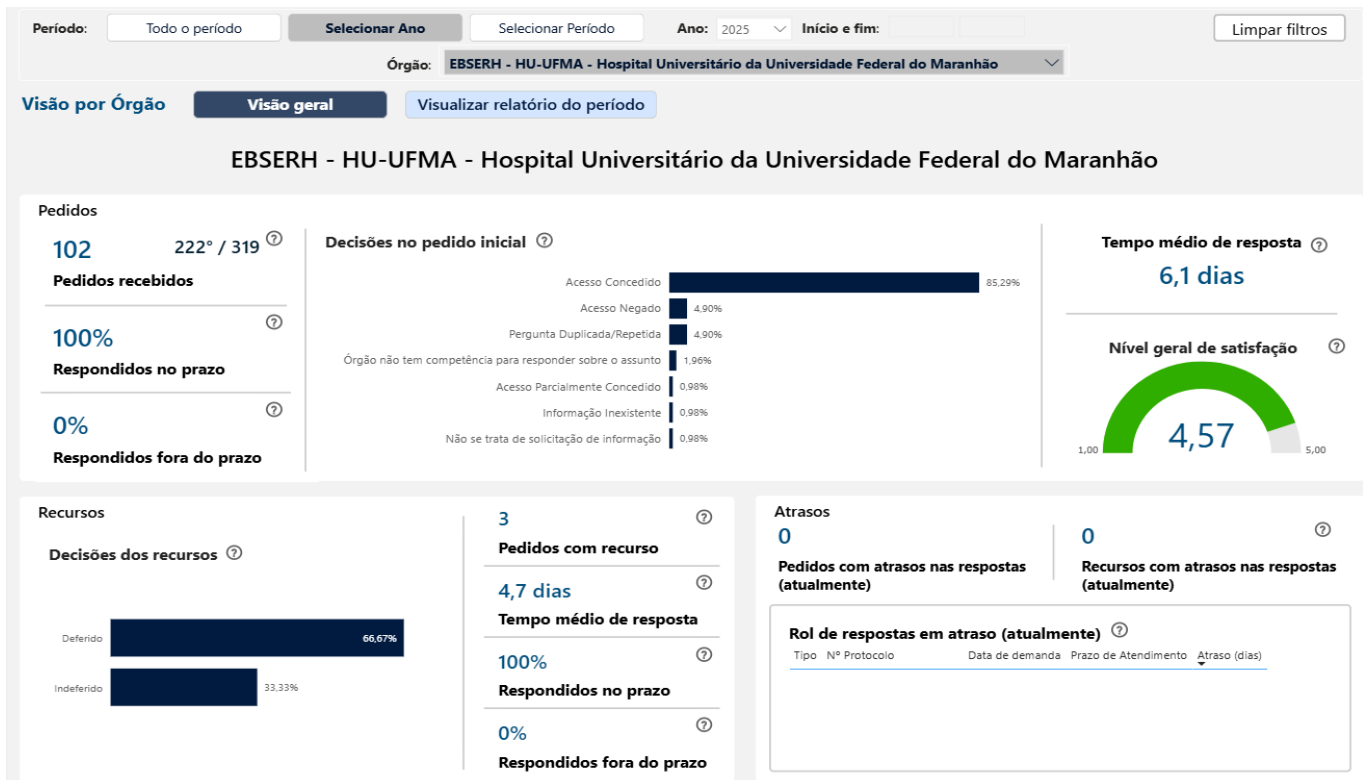 Período: Todo o período Selecionar Ano Selecionar Período Ano: 2025 Início e fim: Limpar filtros
Órgão: EBSERH - HU-UFMA - Hospital Universitário da Universidade Federal do Maranhão
Visão por Órgão Visão geral Visualizar relatório do período
EBSERH - HU-UFMA - Hospital Universitário da Universidade Federal do Maranhão
Pedidos
102 222° / 319 ?
Pedidos recebidos
100% ?
Respondidos no prazo
0% ?
Respondidos fora do prazo
Decisões no pedido inicial ?
Acesso Concedido 85,29%
Acesso Negado 4,90%
Pergunta Duplicada/Repetida 4,90%
Órgão não tem competência para responder sobre o assunto 1,96%
Acesso Parcialmente Concedido 0,98%
Informação Inexistente 0,98%
Não se trata de solicitação de informação 0,98%
Tempo médio de resposta ?
6,1 dias
Nível geral de satisfação ?
4,57
1,00 5,00
Recursos
Decisões dos recursos ?
Deferido 66,67%
Indeferido 33,33%
3 ?
Pedidos com recurso
4,7 dias ?
Tempo médio de resposta
100% ?
Respondidos no prazo
0% ?
Respondidos fora do prazo
Atrasos
0
Pedidos com atrasos nas respostas
(atualmente)
0 ?
Recursos com atrasos nas respostas
(atualmente)
Rol de respostas em atraso (atualmente) ?
Tipo Nº Protocolo Data de demanda Prazo de Atendimento Atraso (dias)